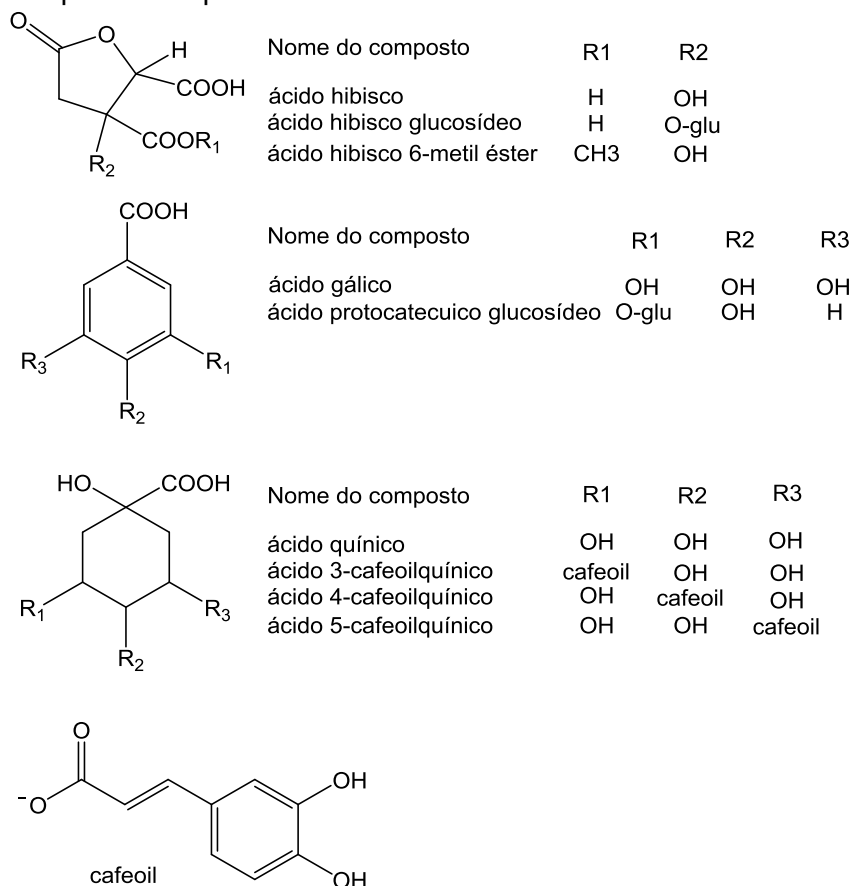 O
O
H
COOH
COOR1
R2
Nome do composto R1 R2
ácido hibisco H OH
ácido hibisco glucosídeo H O-glu
ácido hibisco 6-metil éster CH3 OH
COOH
R3
R1
R2
Nome do composto R1 R2 R3
ácido gálico OH OH OH
ácido protocatecuico glucosídeo O-glu OH H
HO COOH
R1
R3
R2
Nome do composto R1 R2 R3
ácido químico OH OH OH
ácido 3-cafeoilquínico cafeoil OH OH
ácido 4-cafeoilquínico OH cafeoil OH
ácido 5-cafeoilquínico OH OH cafeoil
O
-O
OH
OH
cafeoil